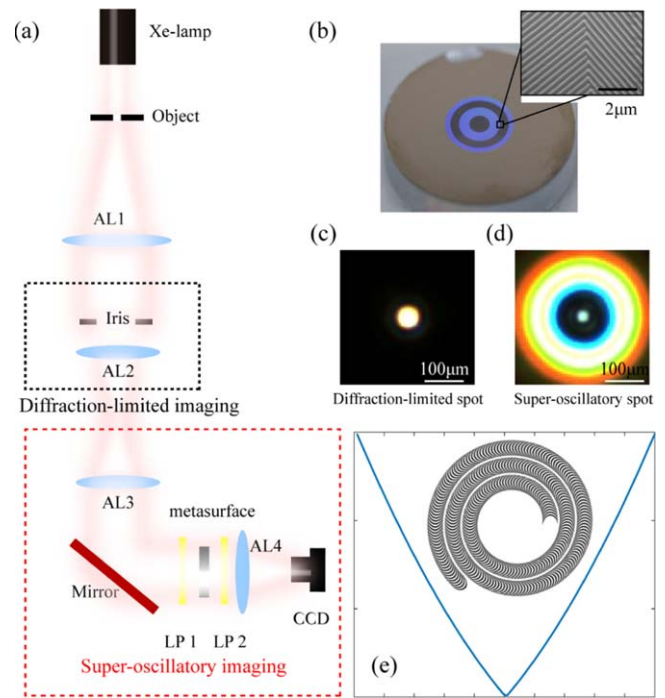 (a)
Xe-lamp
Object
AL1
Iris
AL2
Diffraction-limited imaging
AL3
metasurface
AL4
Mirror
CCD
LP 1 LP 2
Super-oscillatory imaging
(b)
2μm
(c)
100μm
Diffraction-limited spot
(d)
100μm
Super-oscillatory spot
(e)